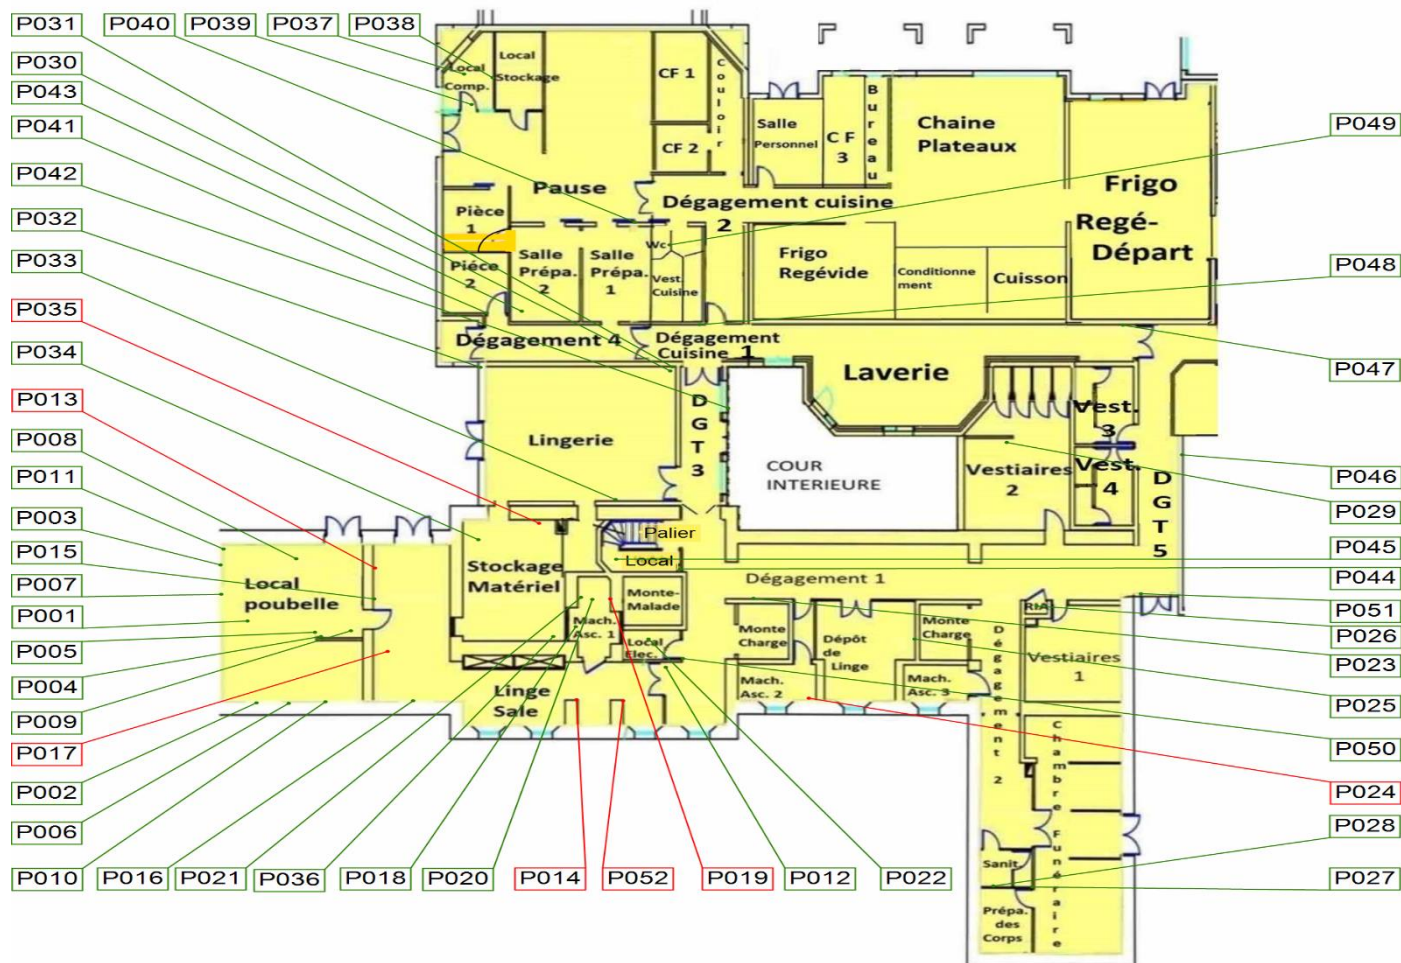 P031
P040
P039
P037
P038
P030
P043
P041
P042
P032
P033
P035
P034
P013
P008
P011
P003
P015
P007
P001
P005
P004
P009
P017
P002
P006
P010
P016
P021
P036
P018
P020
P014
P052
P019
P012
P022
P049
P048
P047
P046
P029
P045
P044
P051
P026
P023
P025
P050
P024
P028
P027
Local
Comp.
Local
Stockage
CF 1
CF 2
Couloir
Salle
Personnel
CF
3
Bureau
Chaine
Plateaux
Frigo
Regé-
Départ
Pause
Dégagement cuisine
2
Pièce
1
Piéce
2
Salle
Prépa.
2
Salle
Prépa.
1
Wc
Vest.
Cuisine
Frigo
Regévide
Conditionne
ment
Cuisson
Dégagement 4
Dégagement
Cuisine 1
Laverie
Lingerie
DGT3
COUR
INTERIEURE
Vestiaires
2
Vest.
3
Vest.
4
DGT5
Palier
Local
Stockage
Matériel
Local
poubelle
Monte-
Malade
Mach.
Asc. 1
Local
Elec.
Linge
Sale
Dégagement 1
Monte
Charge
Dépôt
de
Linge
Monte
Charge
Mach.
Asc. 2
Mach.
Asc. 3
RIA
Dégagement 2
Vestiaires
1
Chambre Funéraire
Sanit.
Prépa.
des
Corps